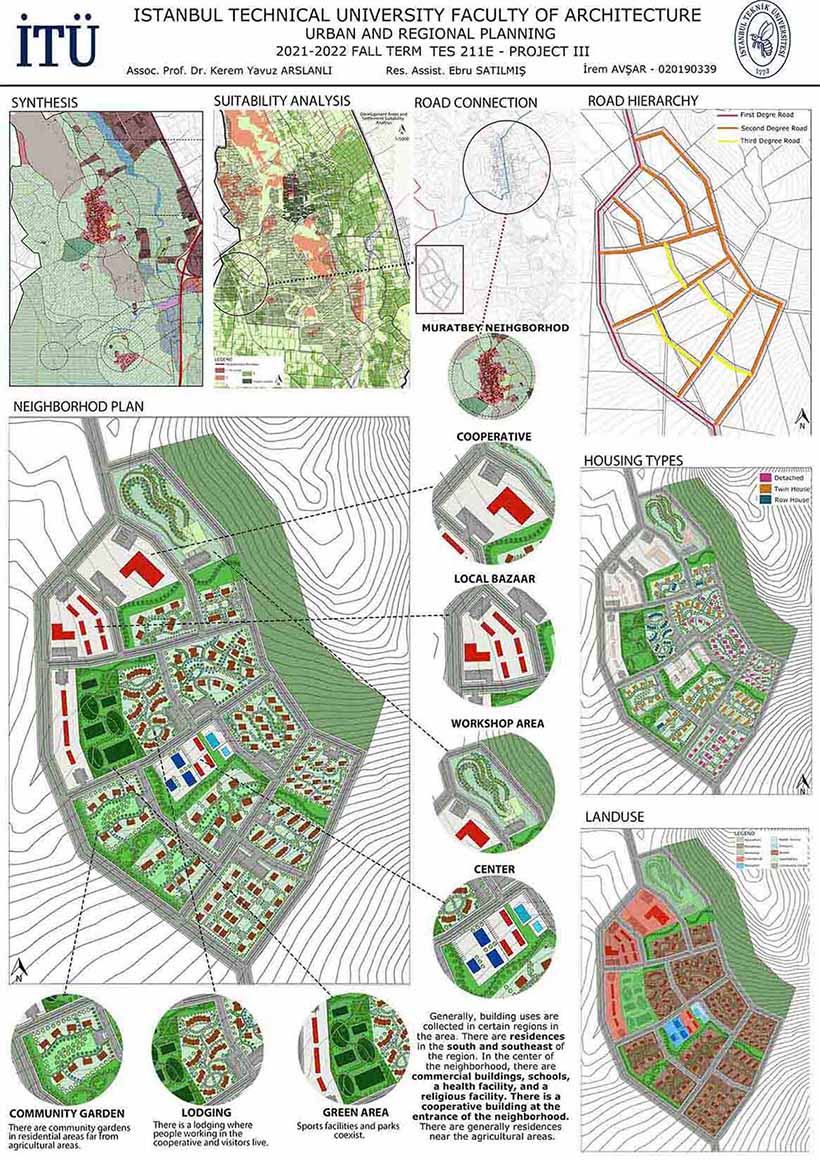 İTÜ
ISTANBUL TECHNICAL UNIVERSITY FACULTY OF ARCHITECTURE
URBAN AND REGIONAL PLANNING
2021-2022 FALL TERM TES 211E - PROJECT III
Assoc. Prof. Dr. Kerem Yavuz ARSLANLI
Res. Assist. Ebru SATILMIŞ
İrem AVŞAR - 020190339
İSTANBUL TEKNİK ÜNİVERSİTESİ
1773
SYNTHESIS
SUITABILITY ANALYSIS
ROAD CONNECTION
ROAD HIERARCHY
Development Areas and
Settlement Suitability
Analysis
First Degre Road
Second Degree Road
Third Degree Road
LEGEND
N
MURATBEY NEIHGBORHOD
NEIGHBORHOD PLAN
COOPERATIVE
HOUSING TYPES
Detached
Twin House
Row House
N
LOCAL BAZAAR
WORKSHOP AREA
LANDUSE
LEGEND
CENTER
N
N
Generally, building uses are
collected in certain regions in
the area. There are residences
in the south and southeast of
the region. In the center of
the neighborhood, there are
commercial buildings, schools,
a health facility, and a
religious facility. There is a
cooperative building at the
entrance of the neighborhood.
There are generally residences
near the agricultural areas.
COMMUNITY GARDEN
There are community gardens
in residential areas far from
agricultural areas.
LODGING
There is a lodging where
people working in the
cooperative and visitors live.
GREEN AREA
Sports facilities and parks
coexist.